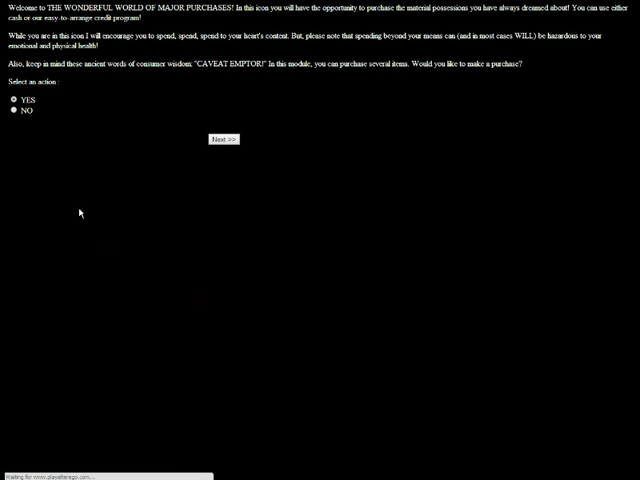 Welcome to THE WONDERFUL WORLD OF MAJOR PURCHASES! In this icon you will have the opportunity to purchase the material possessions you have always dreamed about! You can use either
cash or our easy-to-arrange credit program!
While you are in this icon I will encourage you to spend, spend, spend to your heart's content. But, please note that spending beyond your means can (and in most cases WILL) be hazardous to your
emotional and physical health!
Also, keep in mind these ancient words of consumer wisdom: "CAVEAT EMPTOR!" In this module, you can purchase several items. Would you like to make a purchase?
Select an action :
YES
NO
Next >>
Waiting for www.playalterego.com...